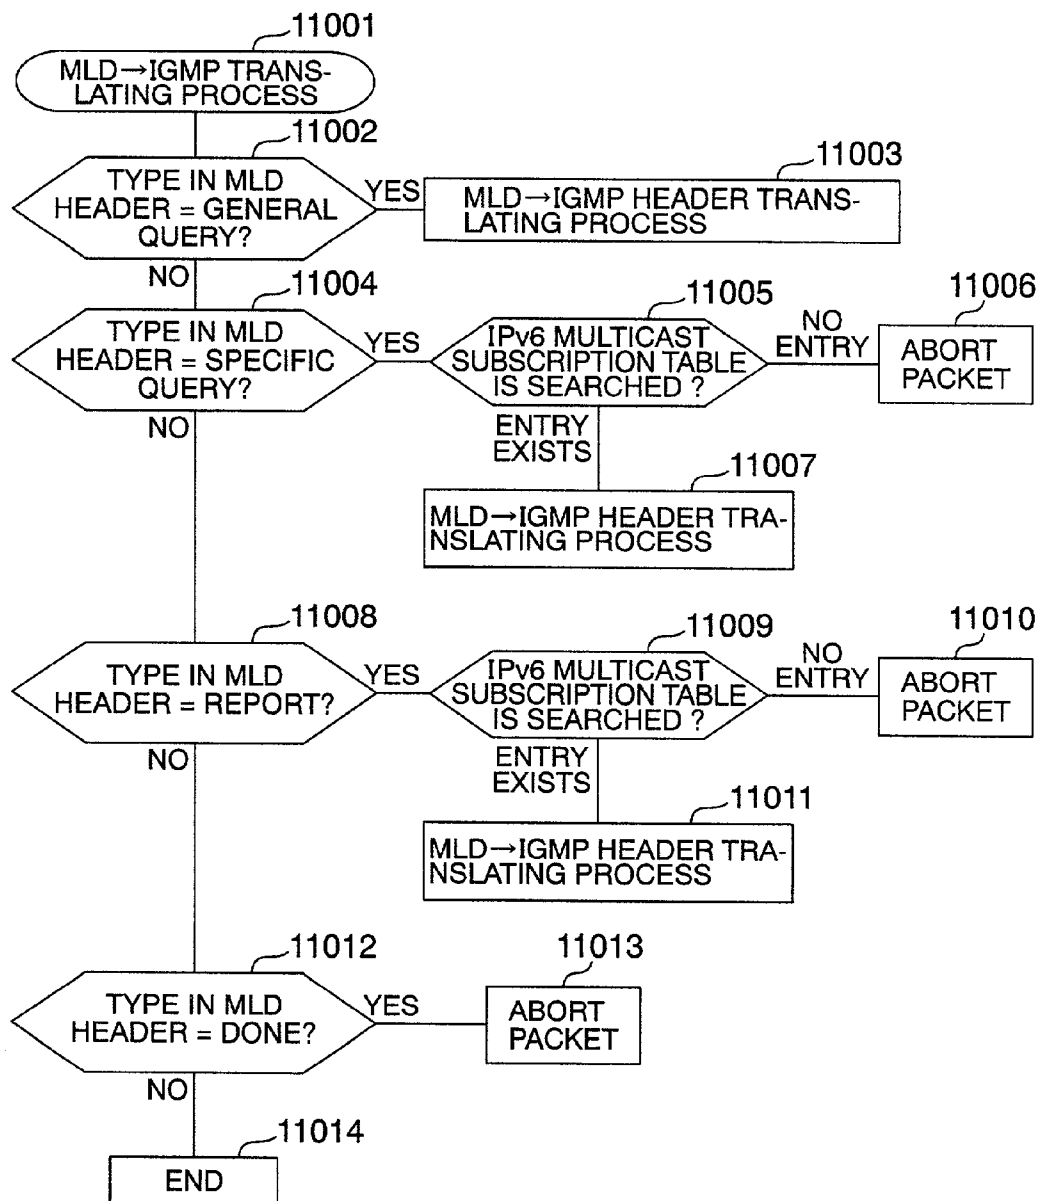 11001
MLD→IGMP TRANS-
LATING PROCESS
11002
TYPE IN MLD
HEADER = GENERAL
QUERY?
YES
NO
11003
MLD→IGMP HEADER TRANS-
LATING PROCESS
11004
TYPE IN MLD
HEADER = SPECIFIC
QUERY?
YES
NO
11005
IPv6 MULTICAST
SUBSCRIPTION TABLE
IS SEARCHED ?
NO
ENTRY
11006
ABORT
PACKET
ENTRY
EXISTS
11007
MLD→IGMP HEADER TRA-
NSLATING PROCESS
11008
TYPE IN MLD
HEADER = REPORT?
YES
NO
11009
IPv6 MULTICAST
SUBSCRIPTION TABLE
IS SEARCHED ?
NO
ENTRY
11010
ABORT
PACKET
ENTRY
EXISTS
11011
MLD→IGMP HEADER TRA-
NSLATING PROCESS
11012
TYPE IN MLD
HEADER = DONE?
YES
NO
11013
ABORT
PACKET
11014
END